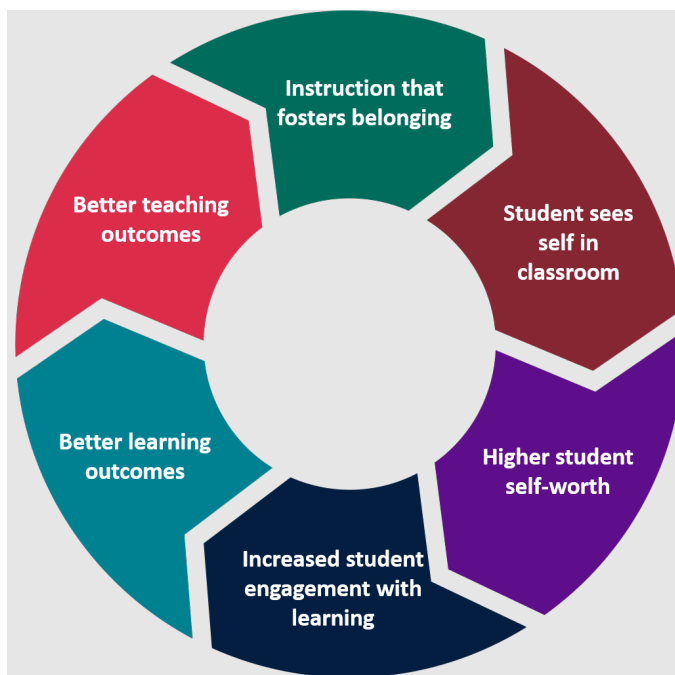 Instruction that
fosters belonging
Student sees
self in
classroom
Higher student
self-worth
Increased student
engagement with
learning
Better learning
outcomes
Better teaching
outcomes